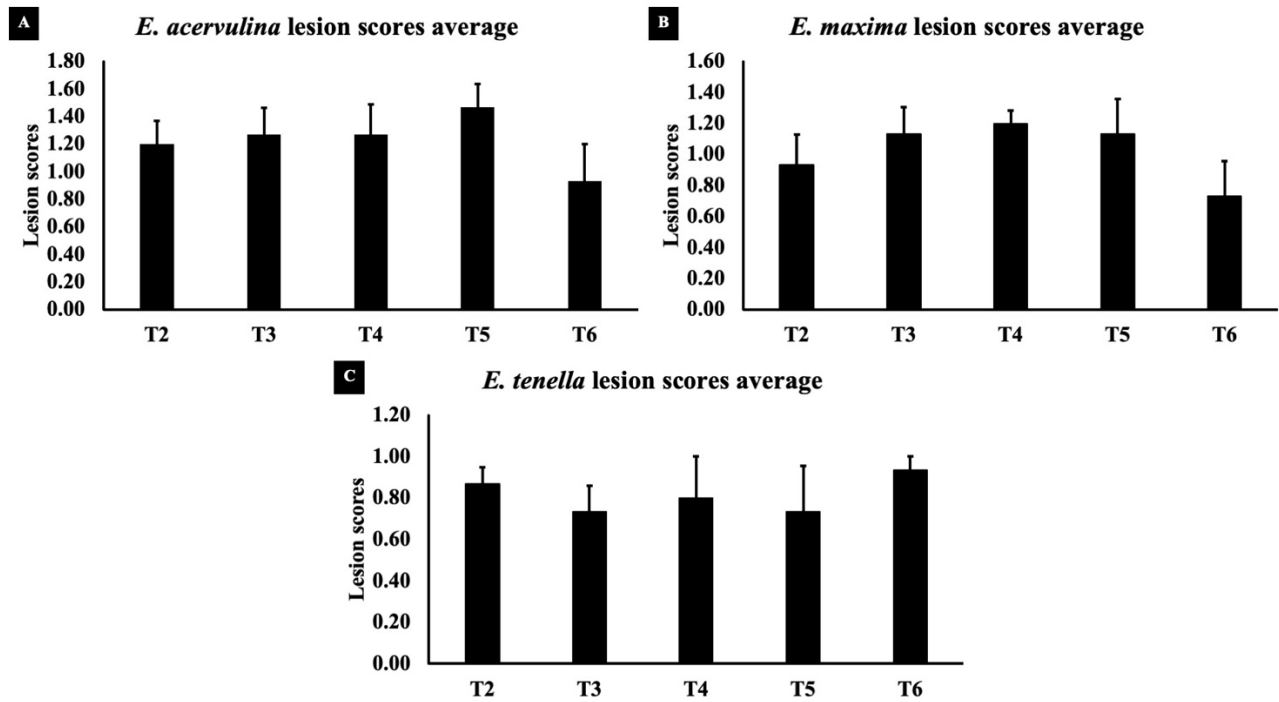 A
E. acervulina lesion scores average
Lesion scores
1.80
1.60
1.40
1.20
1.00
0.80
0.60
0.40
0.20
0.00
T2 T3 T4 T5 T6
B
E. maxima lesion scores average
Lesion scores
1.60
1.40
1.20
1.00
0.80
0.60
0.40
0.20
0.00
T2 T3 T4 T5 T6
C
E. tenella lesion scores average
Lesion scores
1.20
1.00
0.80
0.60
0.40
0.20
0.00
T2 T3 T4 T5 T6